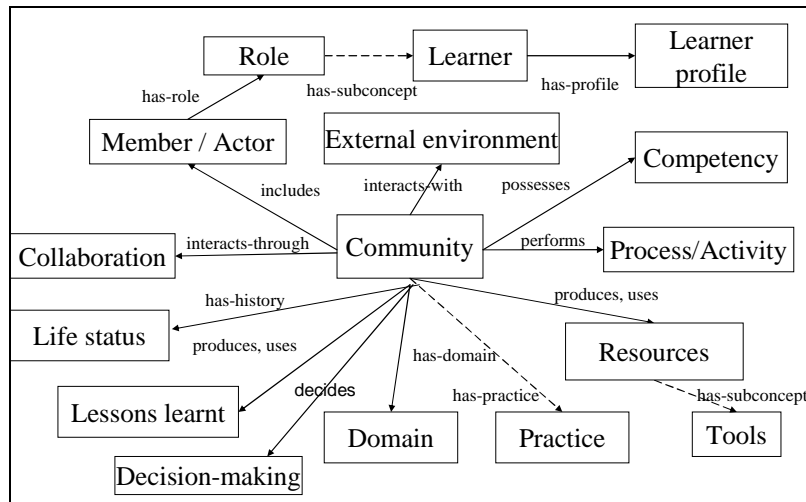 Role
Learner
Learner
profile
has-role
has-subconcept
has-profile
Member / Actor
External environment
Competency
includes
interacts-with
possesses
Collaboration
interacts-through
Community
performs
Process/Activity
has-history
produces, uses
Life status
produces, uses
has-domain
Resources
decides
has-practice
has-subconcept
Lessons learnt
Domain
Practice
Tools
Decision-making